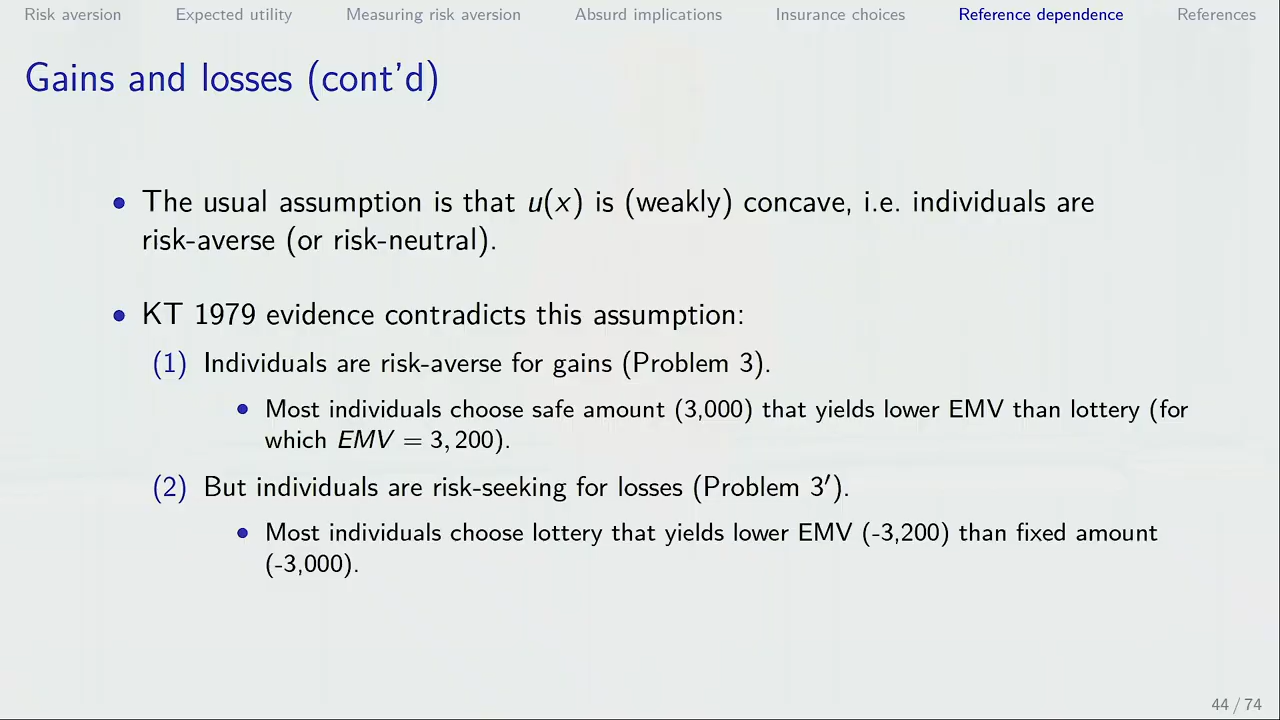 Risk aversion Expected utility Measuring risk aversion Absurd implications Insurance choices Reference dependence References
Gains and losses (cont'd)
• The usual assumption is that u(x) is (weakly) concave, i.e. individuals are
risk-averse (or risk-neutral).
• KT 1979 evidence contradicts this assumption:
(1) Individuals are risk-averse for gains (Problem 3).
• Most individuals choose safe amount (3,000) that yields lower EMV than lottery (for
which EMV = 3, 200).
(2) But individuals are risk-seeking for losses (Problem 3′).
• Most individuals choose lottery that yields lower EMV (-3,200) than fixed amount
(-3,000).
44 / 74